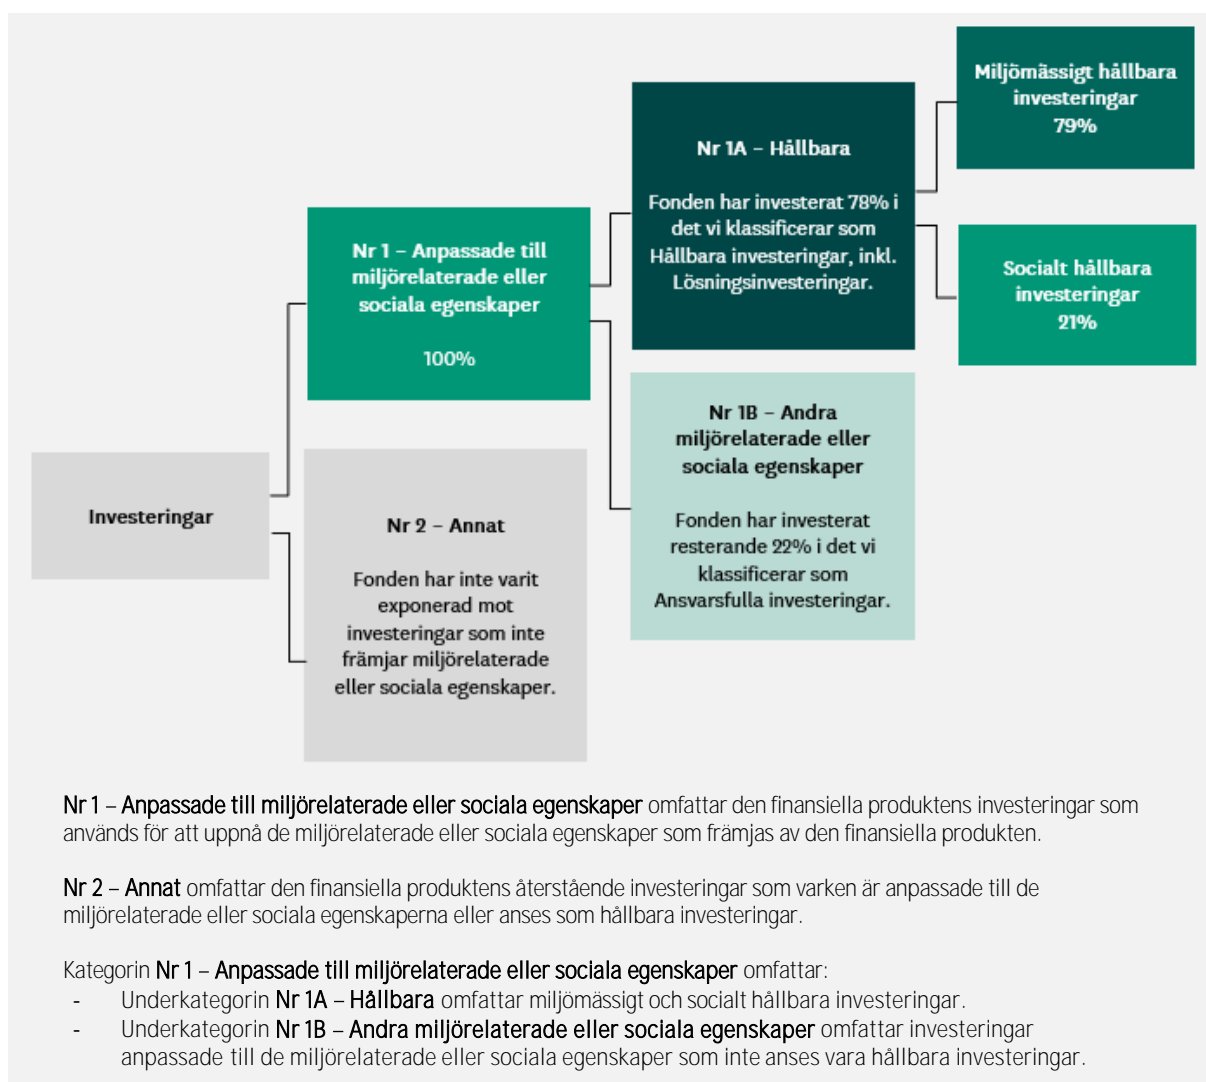 Investeringar
Nr 1 – Anpassade till
miljörelaterade eller
sociala egenskaper
100%
Nr 2 – Annat
Fonden har inte varit
exponerad mot
investeringar som inte
främjar miljörelaterade
eller sociala egenskaper.
Nr 1A – Hållbara
Fonden har investerat 78% i
det vi klassificerar som
Hållbara investeringar, inkl.
Lösningsinvesteringar.
Nr 1B – Andra
miljörelaterade eller
sociala egenskaper
Fonden har investerat
resterande 22% i det vi
klassificerar som
Ansvarsfulla investeringar.
Miljömässigt hållbara
investeringar
79%
Socialt hållbara
investeringar
21%
Nr 1 – Anpassade till miljörelaterade eller sociala egenskaper omfattar den finansiella produktens investeringar som
används för att uppnå de miljörelaterade eller sociala egenskaper som främjas av den finansiella produkten.
Nr 2 – Annat omfattar den finansiella produktens återstående investeringar som varken är anpassade till de
miljörelaterade eller sociala egenskaperna eller anses som hållbara investeringar.
Kategorin Nr 1 – Anpassade till miljörelaterade eller sociala egenskaper omfattar:
- Underkategorin Nr 1A – Hållbara omfattar miljömässigt och socialt hållbara investeringar.
- Underkategorin Nr 1B – Andra miljörelaterade eller sociala egenskaper omfattar investeringar
anpassade till de miljörelaterade eller sociala egenskaper som inte anses vara hållbara investeringar.